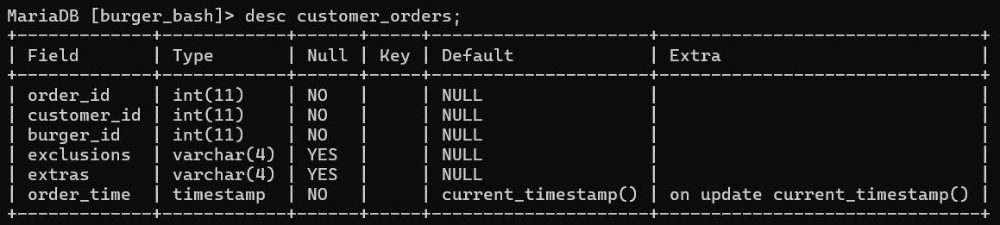 MariaDB [burger_bash]> desc customer_orders;
+-------------+------------+------+-----+---------------------+-------------------------------+
| Field       | Type       | Null | Key | Default             | Extra                         |
+-------------+------------+------+-----+---------------------+-------------------------------+
| order_id    | int(11)    | NO   |     | NULL                |                               |
| customer_id | int(11)    | NO   |     | NULL                |                               |
| burger_id   | int(11)    | NO   |     | NULL                |                               |
| exclusions  | varchar(4) | YES  |     | NULL                |                               |
| extras      | varchar(4) | YES  |     | NULL                |                               |
| order_time  | timestamp  | NO   |     | current_timestamp() | on update current_timestamp() |
+-------------+------------+------+-----+---------------------+-------------------------------+